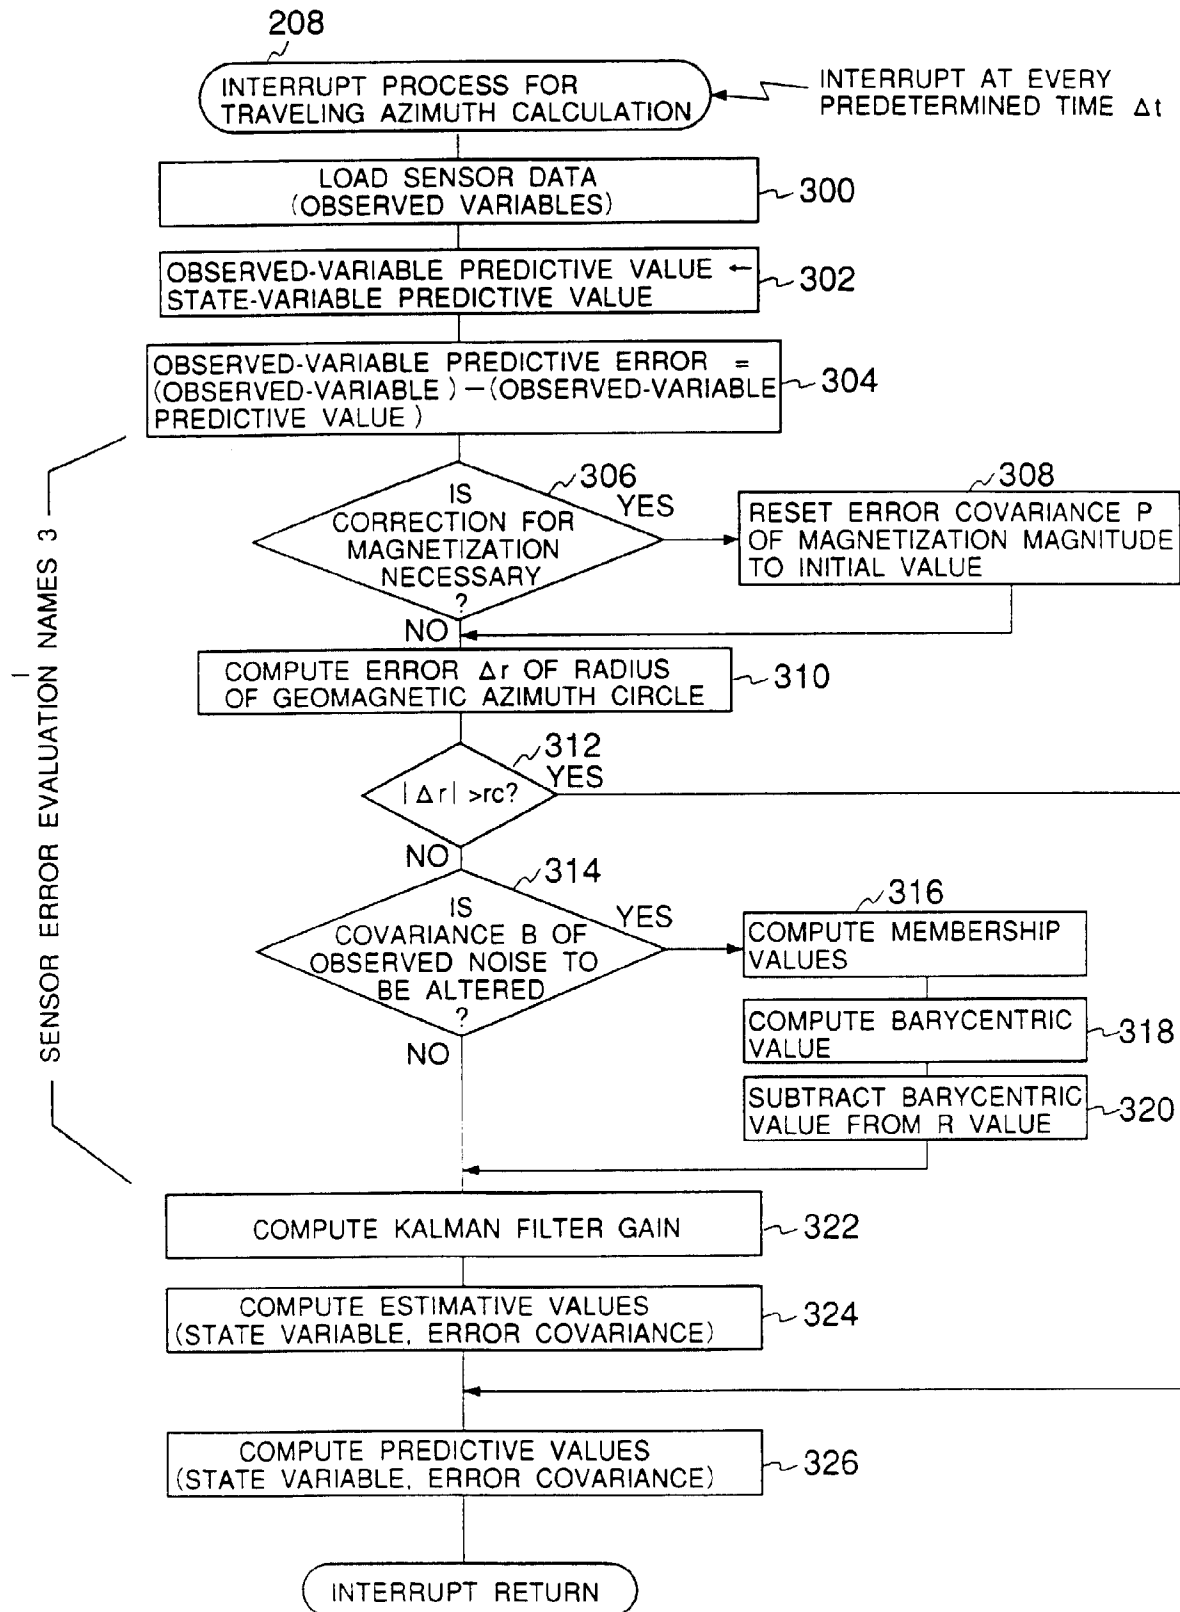 208
INTERRUPT PROCESS FOR
TRAVELING AZIMUTH CALCULATION
INTERRUPT AT EVERY
PREDETERMINED TIME Δt
LOAD SENSOR DATA
(OBSERVED VARIABLES)
300
OBSERVED-VARIABLE PREDICTIVE VALUE ←
STATE-VARIABLE PREDICTIVE VALUE
302
OBSERVED-VARIABLE PREDICTIVE ERROR =
(OBSERVED-VARIABLE)-(OBSERVED-VARIABLE
PREDICTIVE VALUE)
304
SENSOR ERROR EVALUATION NAMES 3
306
IS
CORRECTION FOR
MAGNETIZATION
NECESSARY
?
YES
NO
308
RESET ERROR COVARIANCE P
OF MAGNETIZATION MAGNITUDE
TO INITIAL VALUE
COMPUTE ERROR Δr OF RADIUS
OF GEOMAGNETIC AZIMUTH CIRCLE
310
312
|Δr| >rc?
YES
NO
314
IS
COVARIANCE B OF
OBSERVED NOISE TO
BE ALTERED
?
YES
NO
316
COMPUTE MEMBERSHIP
VALUES
COMPUTE BARYCENTRIC
VALUE
318
SUBTRACT BARYCENTRIC
VALUE FROM R VALUE
320
COMPUTE KALMAN FILTER GAIN
322
COMPUTE ESTIMATIVE VALUES
(STATE VARIABLE, ERROR COVARIANCE)
324
COMPUTE PREDICTIVE VALUES
(STATE VARIABLE, ERROR COVARIANCE)
326
INTERRUPT RETURN